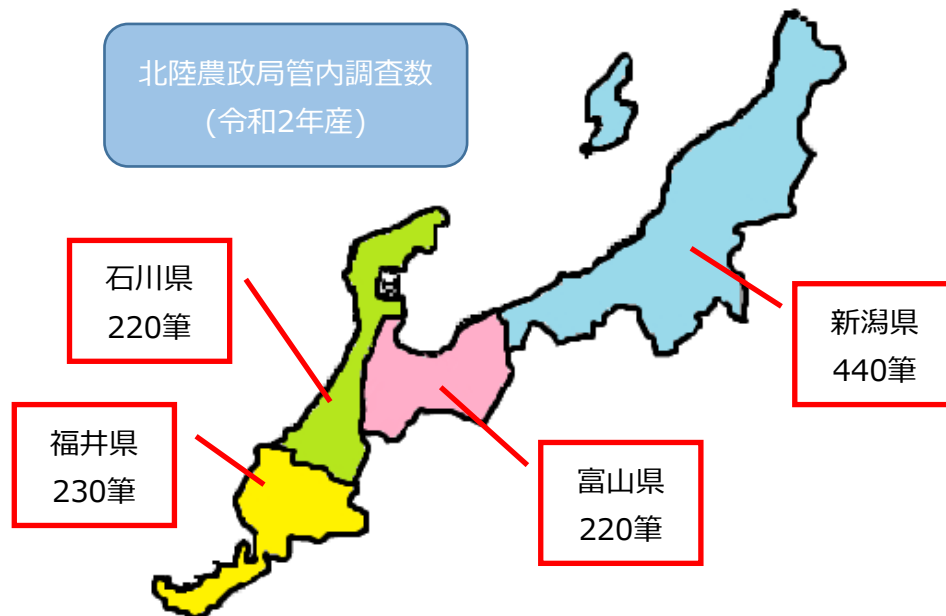 北陸農政局管内調査数
(令和2年産)
石川県
220筆
新潟県
440筆
福井県
230筆
富山県
220筆